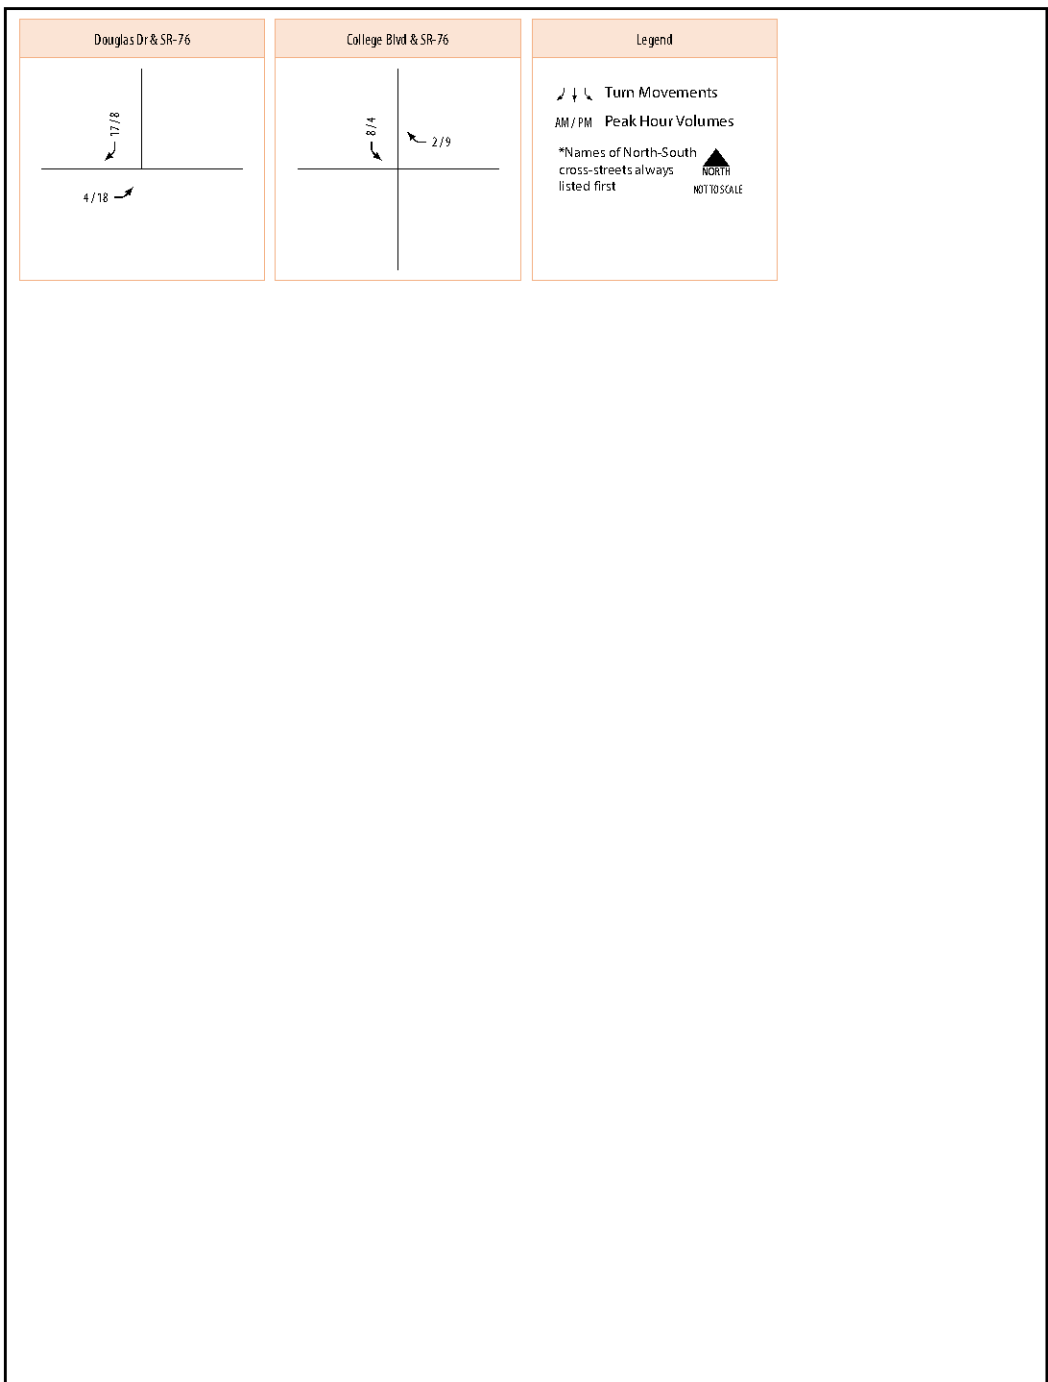 Douglas Dr & SR-76
17 / 8
4 / 18
College Blvd & SR-76
8 / 4
2 / 9
Legend
Turn Movements
AM / PM Peak Hour Volumes
*Names of North-South
cross-streets always
listed first
NORTH
NOT TO SCALE